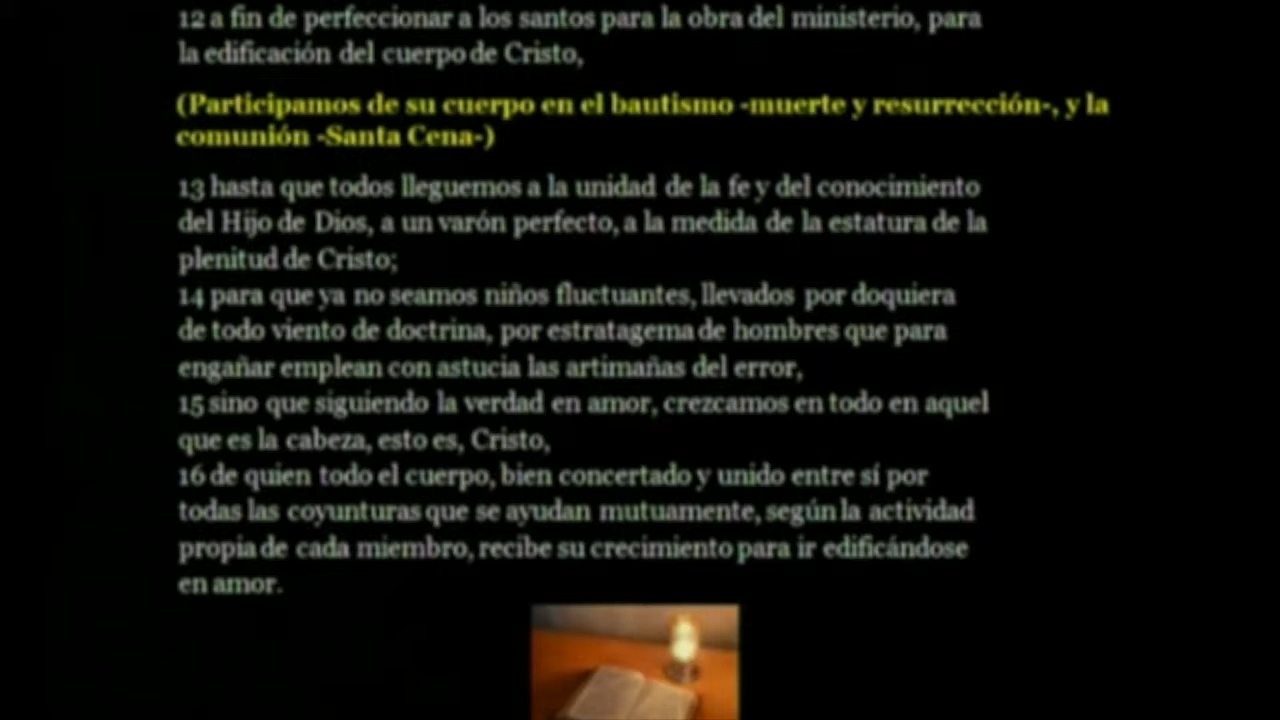 12 a fin de perfeccionar a los santos para la obra del ministerio, para
la edificación del cuerpo de Cristo,
(Participamos de su cuerpo en el bautismo -muerte y resurrección-, y la
comunión -Santa Cena-)
13 hasta que todos lleguemos a la unidad de la fe y del conocimiento
del Hijo de Dios, a un varón perfecto, a la medida de la estatura de la
plenitud de Cristo;
14 para que ya no seamos niños fluctuantes, llevados por doquiera
de todo viento de doctrina, por estratagema de hombres que para
engañar emplean con astucia las artimañas del error,
15 sino que siguiendo la verdad en amor, crezcamos en todo en aquel
que es la cabeza, esto es, Cristo,
16 de quien todo el cuerpo, bien concertado y unido entre sí por
todas las coyunturas que se ayudan mutuamente, según la actividad
propia de cada miembro, recibe su crecimiento para ir edificándose
en amor.